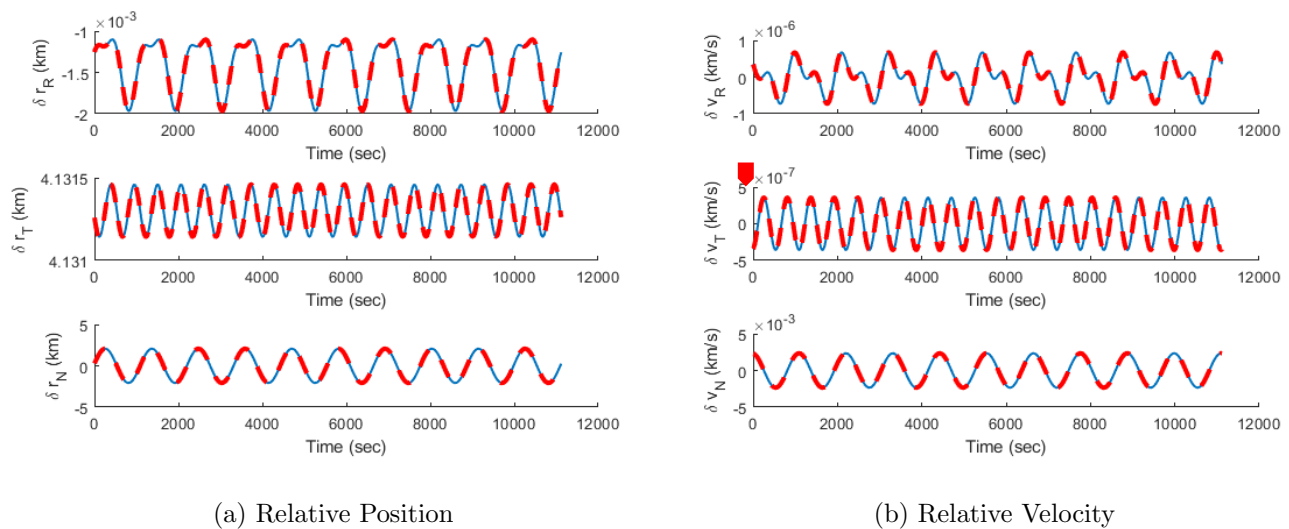 ×10⁻³
-1
-1.5
-2
δ r_R (km)
0 2000 4000 6000 8000 10000 12000
Time (sec)
4.1315
4.131
δ r_T (km)
0 2000 4000 6000 8000 10000 12000
Time (sec)
5
0
-5
δ r_N (km)
0 2000 4000 6000 8000 10000 12000
Time (sec)
(a) Relative Position
×10⁻⁶
1
0
-1
δ v_R (km/s)
0 2000 4000 6000 8000 10000 12000
Time (sec)
×10⁻⁷
5
0
-5
δ v_T (km/s)
0 2000 4000 6000 8000 10000 12000
Time (sec)
×10⁻³
5
0
-5
δ v_N (km/s)
0 2000 4000 6000 8000 10000 12000
Time (sec)
(b) Relative Velocity